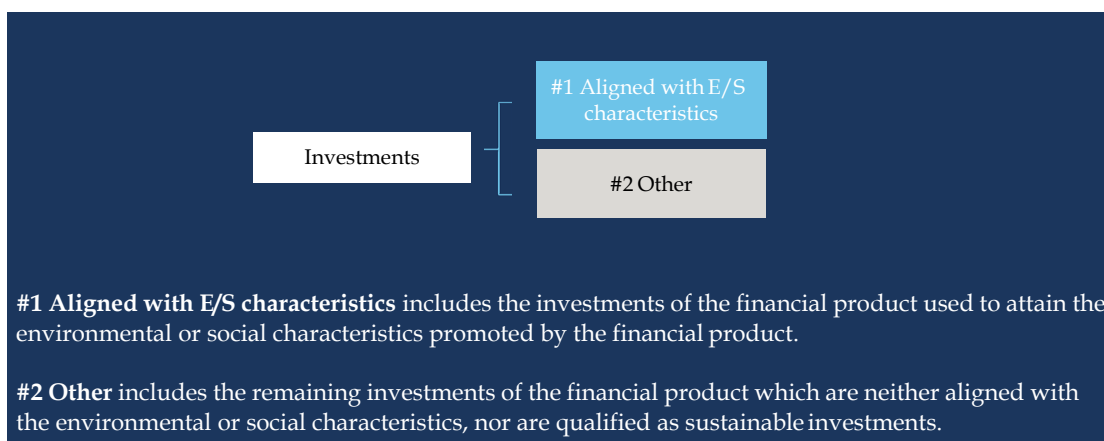 #1 Aligned with E/S
characteristics
Investments
#2 Other
#1 Aligned with E/S characteristics includes the investments of the financial product used to attain the
environmental or social characteristics promoted by the financial product.
#2 Other includes the remaining investments of the financial product which are neither aligned with
the environmental or social characteristics, nor are qualified as sustainable investments.